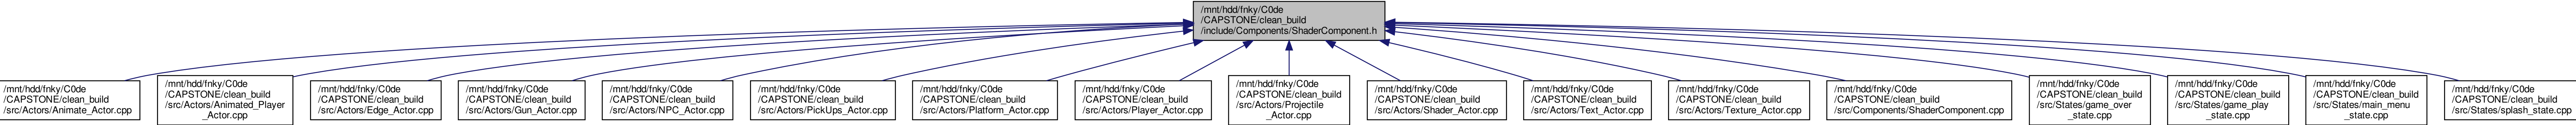 /mnt/hdd/fnky/C0de
/CAPSTONE/clean_build
/include/Components/ShaderComponent.h
/mnt/hdd/fnky/C0de
/CAPSTONE/clean_build
/src/Actors/Animate_Actor.cpp
/mnt/hdd/fnky/C0de
/CAPSTONE/clean_build
/src/Actors/Animated_Player
_Actor.cpp
/mnt/hdd/fnky/C0de
/CAPSTONE/clean_build
/src/Actors/Edge_Actor.cpp
/mnt/hdd/fnky/C0de
/CAPSTONE/clean_build
/src/Actors/Gun_Actor.cpp
/mnt/hdd/fnky/C0de
/CAPSTONE/clean_build
/src/Actors/NPC_Actor.cpp
/mnt/hdd/fnky/C0de
/CAPSTONE/clean_build
/src/Actors/PickUps_Actor.cpp
/mnt/hdd/fnky/C0de
/CAPSTONE/clean_build
/src/Actors/Platform_Actor.cpp
/mnt/hdd/fnky/C0de
/CAPSTONE/clean_build
/src/Actors/Player_Actor.cpp
/mnt/hdd/fnky/C0de
/CAPSTONE/clean_build
/src/Actors/Projectile
_Actor.cpp
/mnt/hdd/fnky/C0de
/CAPSTONE/clean_build
/src/Actors/Shader_Actor.cpp
/mnt/hdd/fnky/C0de
/CAPSTONE/clean_build
/src/Actors/Text_Actor.cpp
/mnt/hdd/fnky/C0de
/CAPSTONE/clean_build
/src/Actors/Texture_Actor.cpp
/mnt/hdd/fnky/C0de
/CAPSTONE/clean_build
/src/Components/ShaderComponent.cpp
/mnt/hdd/fnky/C0de
/CAPSTONE/clean_build
/src/States/game_over
_state.cpp
/mnt/hdd/fnky/C0de
/CAPSTONE/clean_build
/src/States/game_play
_state.cpp
/mnt/hdd/fnky/C0de
/CAPSTONE/clean_build
/src/States/main_menu
_state.cpp
/mnt/hdd/fnky/C0de
/CAPSTONE/clean_build
/src/States/splash_state.cpp